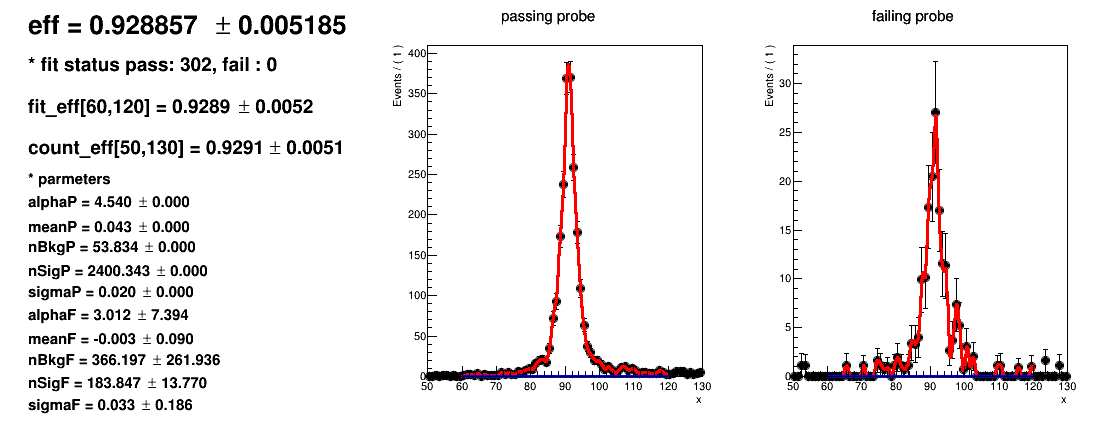 eff = 0.928857 ± 0.005185
* fit status pass: 302, fail : 0
fit_eff[60,120] = 0.9289 ± 0.0052
count_eff[50,130] = 0.9291 ± 0.0051
* parmeters
alphaP = 4.540 ± 0.000
meanP = 0.043 ± 0.000
nBkgP = 53.834 ± 0.000
nSigP = 2400.343 ± 0.000
sigmaP = 0.020 ± 0.000
alphaF = 3.012 ± 7.394
meanF = -0.003 ± 0.090
nBkgF = 366.197 ± 261.936
nSigF = 183.847 ± 13.770
sigmaF = 0.033 ± 0.186
passing probe
Events / ( 1 )
400
350
300
250
200
150
100
50
0
50 60 70 80 90 100 110 120 130
x
failing probe
Events / ( 1 )
30
25
20
15
10
5
0
50 60 70 80 90 100 110 120 130
x